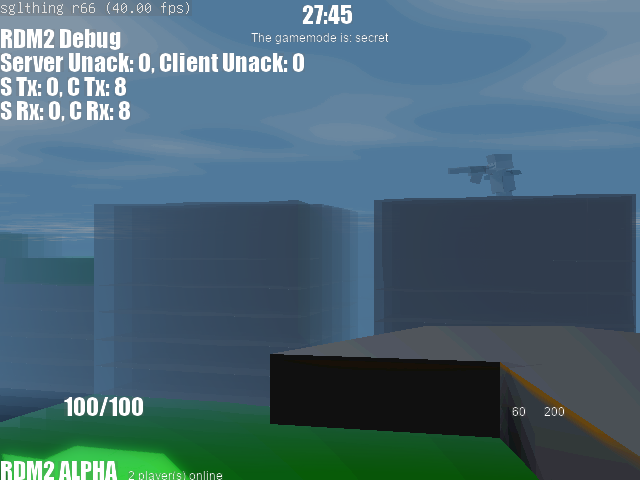 sglthing r66 (40.00 fps)
27:45
The gamemode is: secret
RDM2 Debug
Server Unack: 0, Client Unack: 0
S Tx: 0, C Tx: 8
S Rx: 0, C Rx: 8
100/100
60 200
RDM2 ALPHA 2 player(s) online